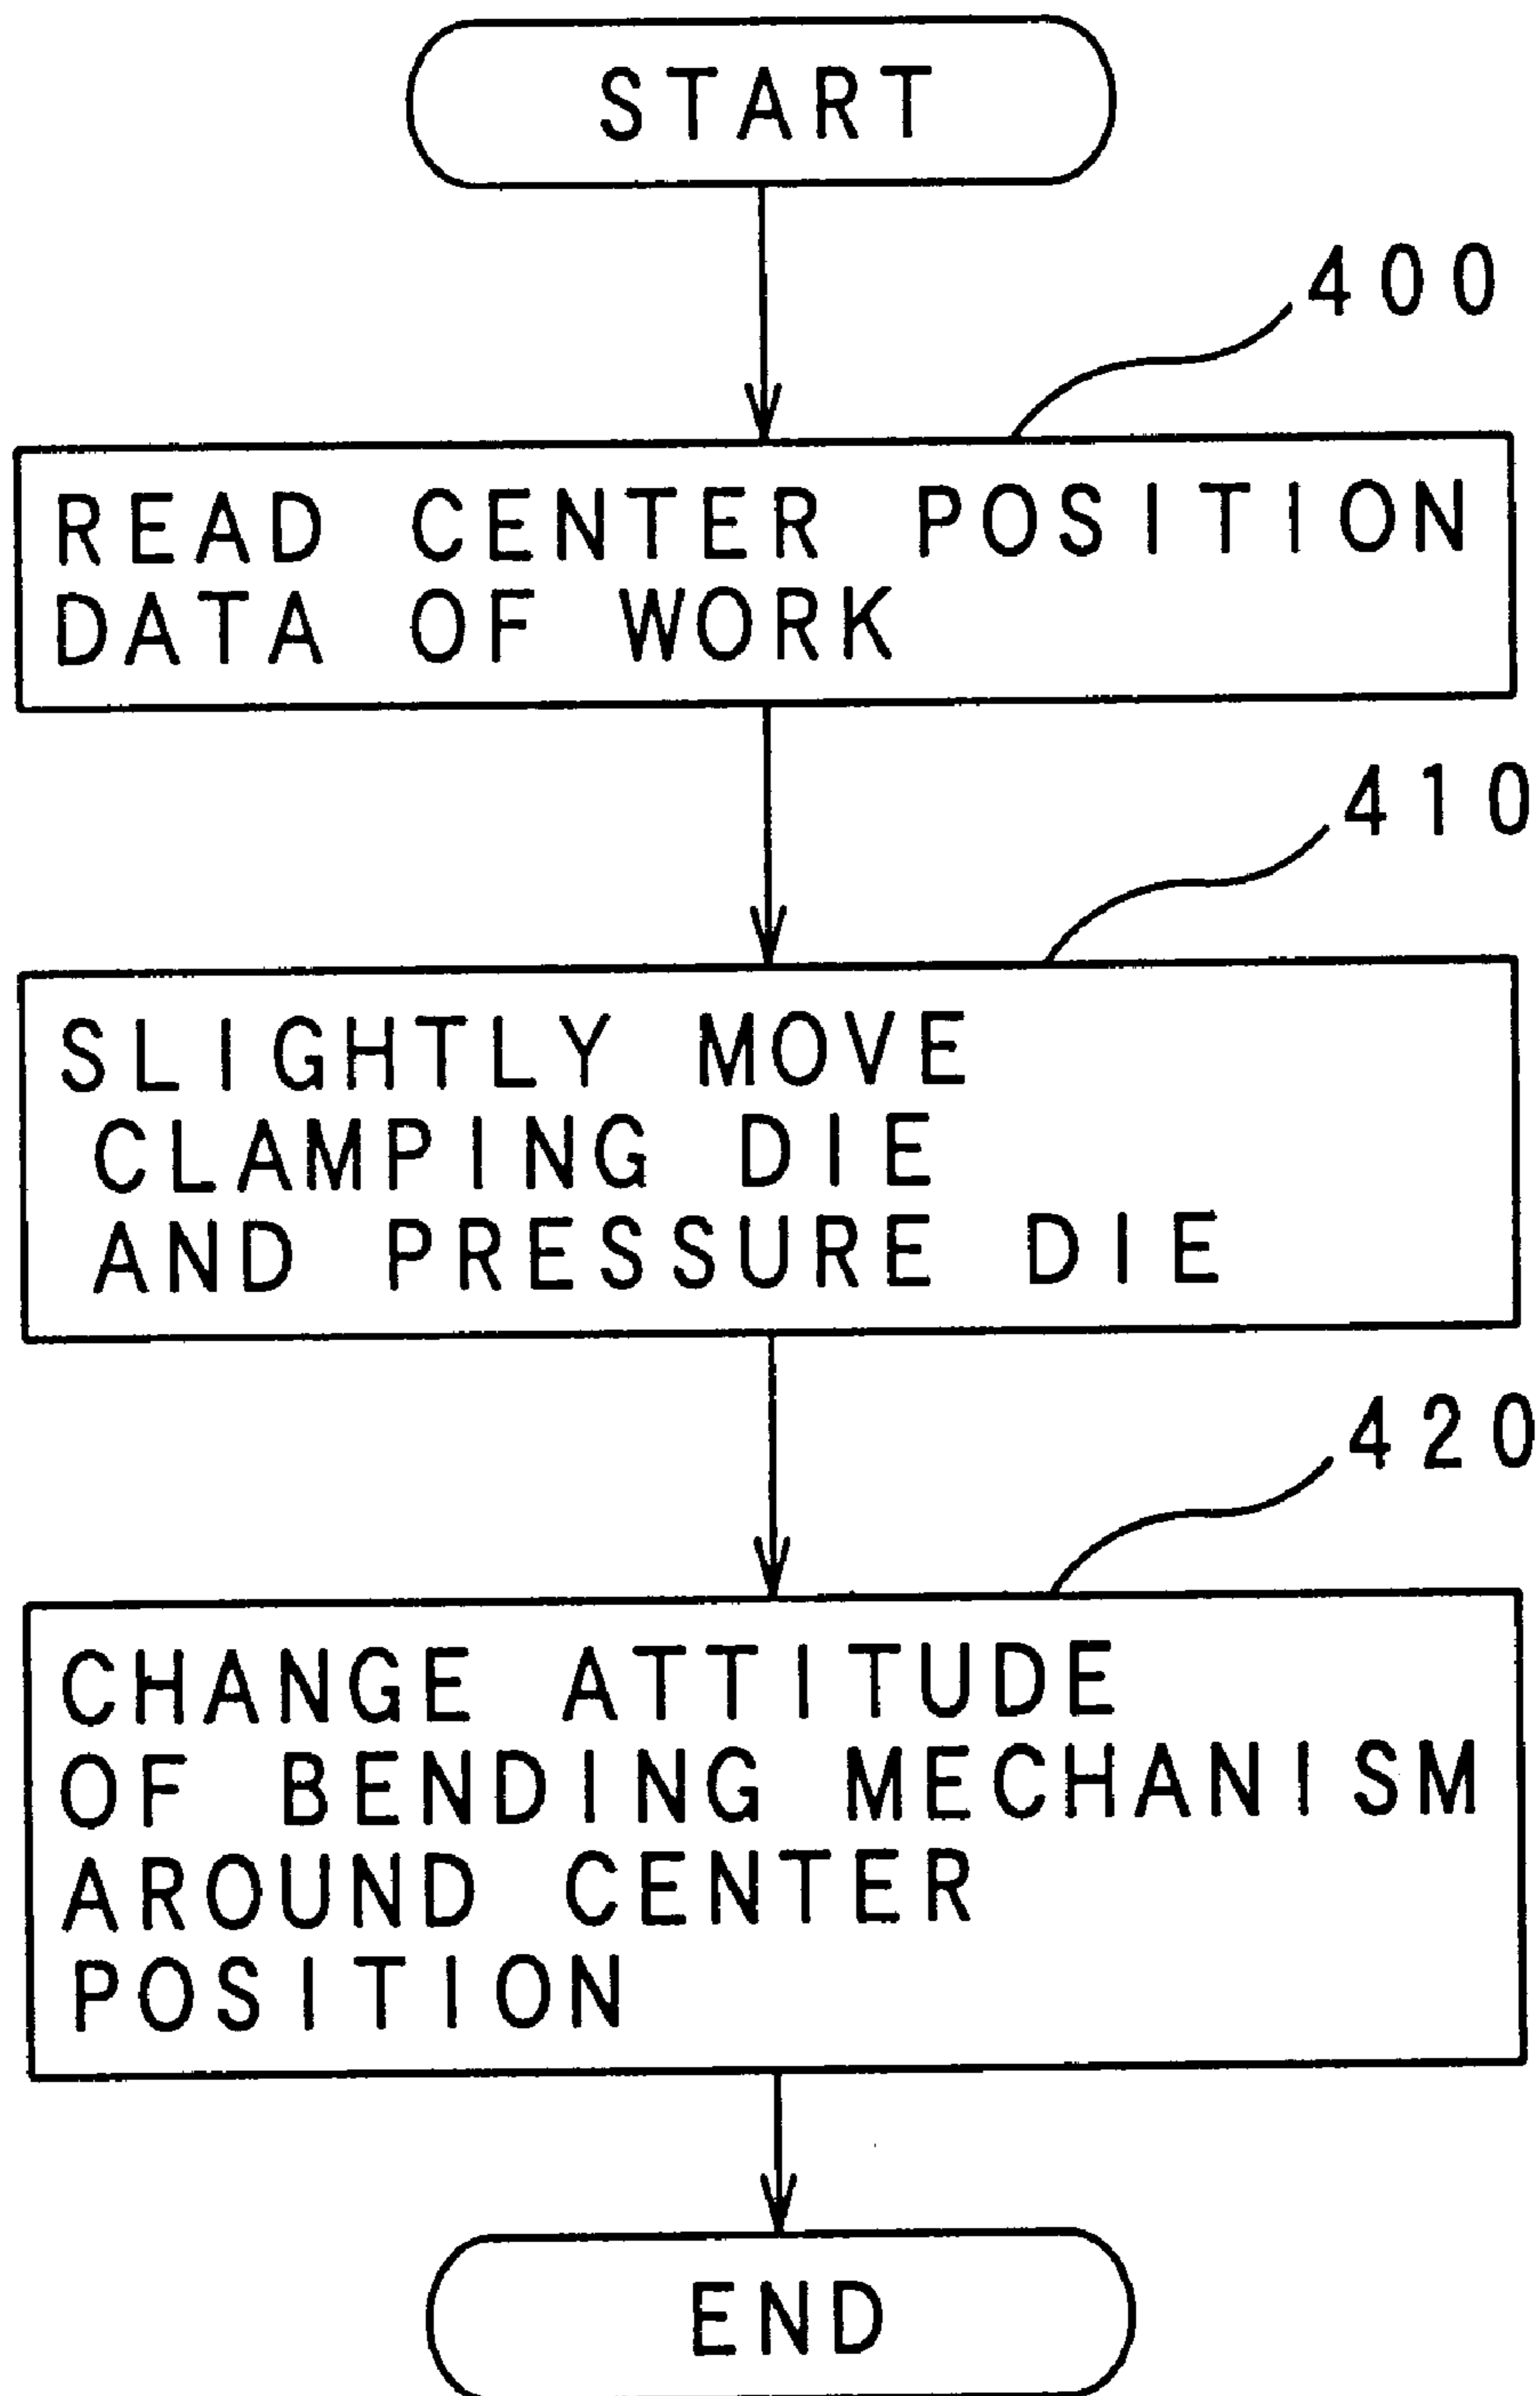 START
400
READ CENTER POSITION
DATA OF WORK
410
SLIGHTLY MOVE
CLAMPING DIE
AND PRESSURE DIE
420
CHANGE ATTITUDE
OF BENDING MECHANISM
AROUND CENTER
POSITION
END